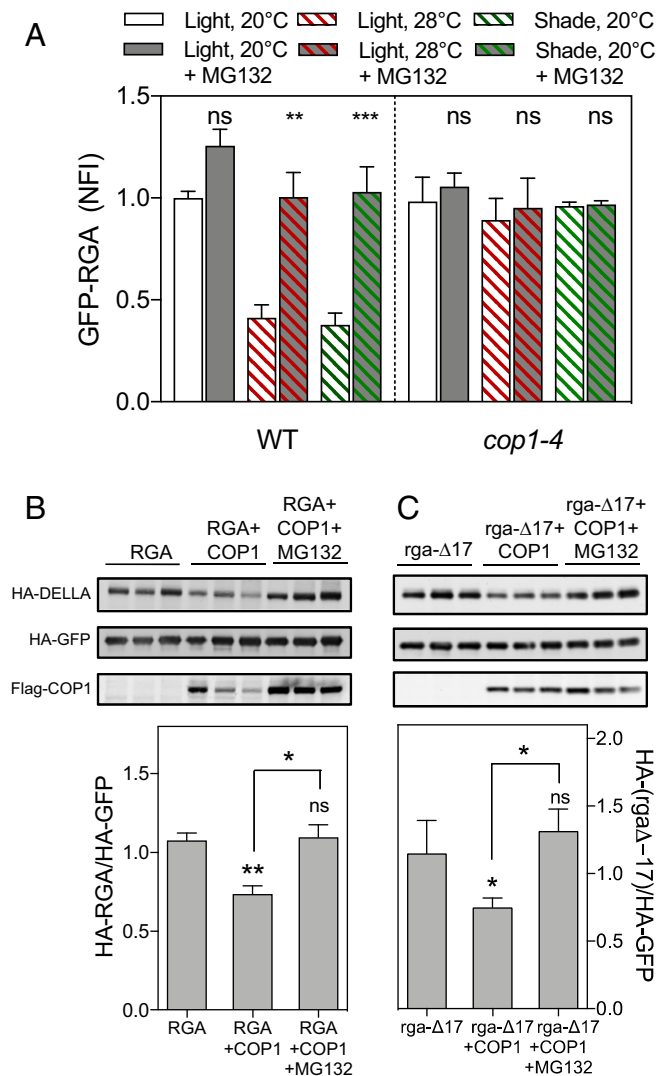 A
Light, 20°C Light, 28°C Shade, 20°C
Light, 20°C Light, 28°C Shade, 20°C
+ MG132 + MG132 + MG132
GFP-RGA (NFI)
1.5
1.0
0.5
0.0
ns ** *** ns ns ns
WT cop1-4
B
RGA
RGA+
COP1
RGA+
COP1+
MG132
HA-DELLA
HA-GFP
Flag-COP1
HA-RGA/HA-GFP
1.5
1.0
0.5
0.0
*
**
ns
RGA
RGA
+COP1
RGA
+COP1
+MG132
C
rga-Δ17
rga-Δ17+
COP1
rga-Δ17+
COP1+
MG132
*
*
ns
2.0
1.5
1.0
0.5
0.0
HA-(rgaΔ−17)/HA-GFP
rga-Δ17
rga-Δ17
+COP1
rga-Δ17
+COP1
+MG132